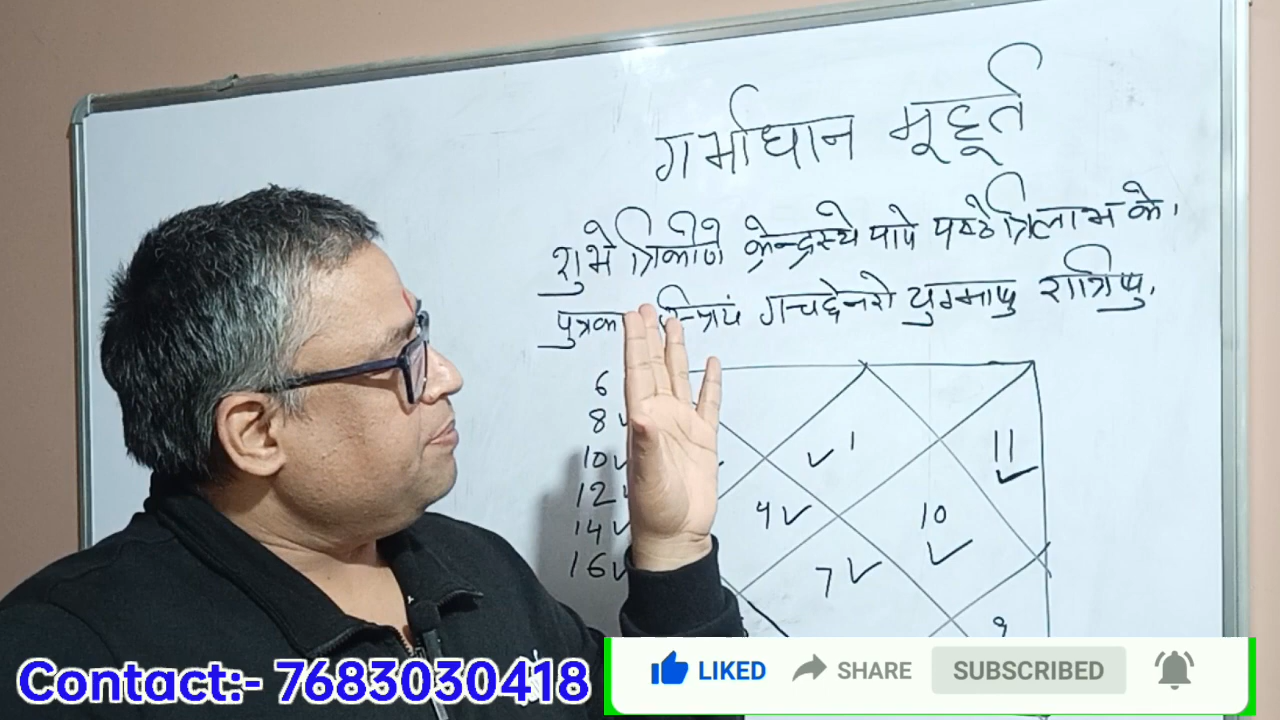 गर्भाधान मूहूर्त
शुभे त्रिकोणे केन्द्रस्थे पापे षष्ठे त्रिलाभ के।
स्त्रियं गच्छेनरो युग्मासु रात्रिषु.
6
8✓
10✓
12
14✓
16✓
✓1
11✓
4✓
10✓
7✓
9
Contact:- 7683030418
LIKED SHARE SUBSCRIBED